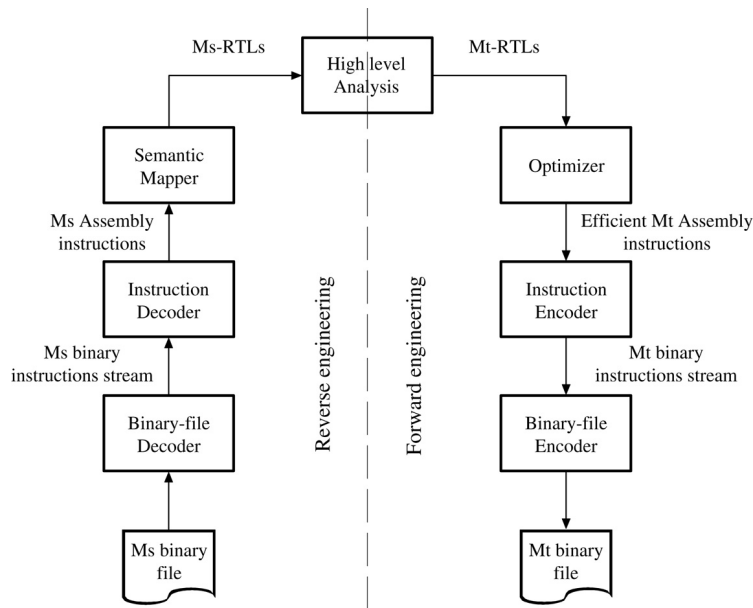 Ms-RTLs
High level
Analysis
Mt-RTLs
Semantic
Mapper
Optimizer
Ms Assembly
instructions
Efficient Mt Assembly
instructions
Instruction
Decoder
Reverse engineering
Forward engineering
Instruction
Encoder
Ms binary
instructions stream
Mt binary
instructions stream
Binary-file
Decoder
Binary-file
Encoder
Ms binary
file
Mt binary
file